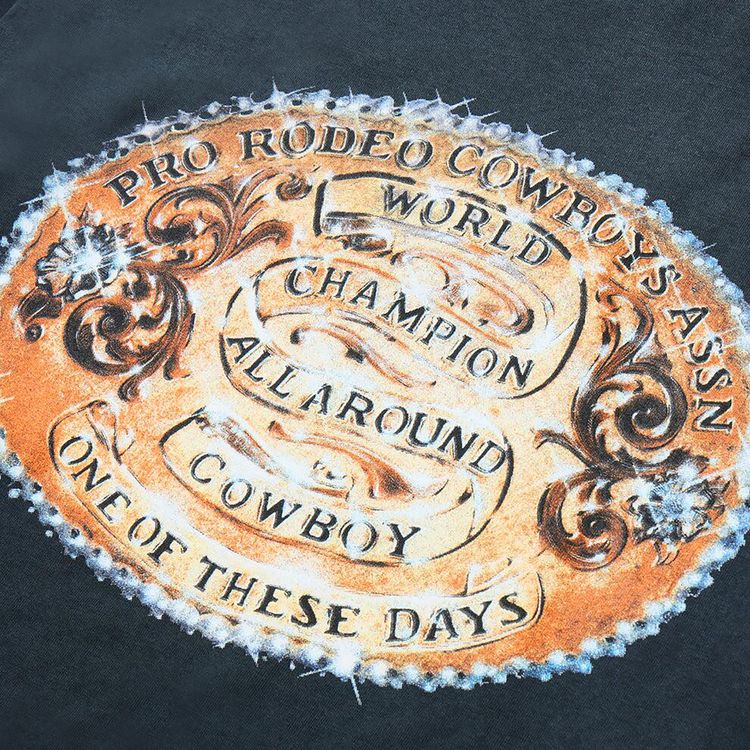 PRO RODEO COWBOYS ASSN
WORLD
CHAMPION
ALL AROUND
COWBOY
ONE OF THESE DAYS